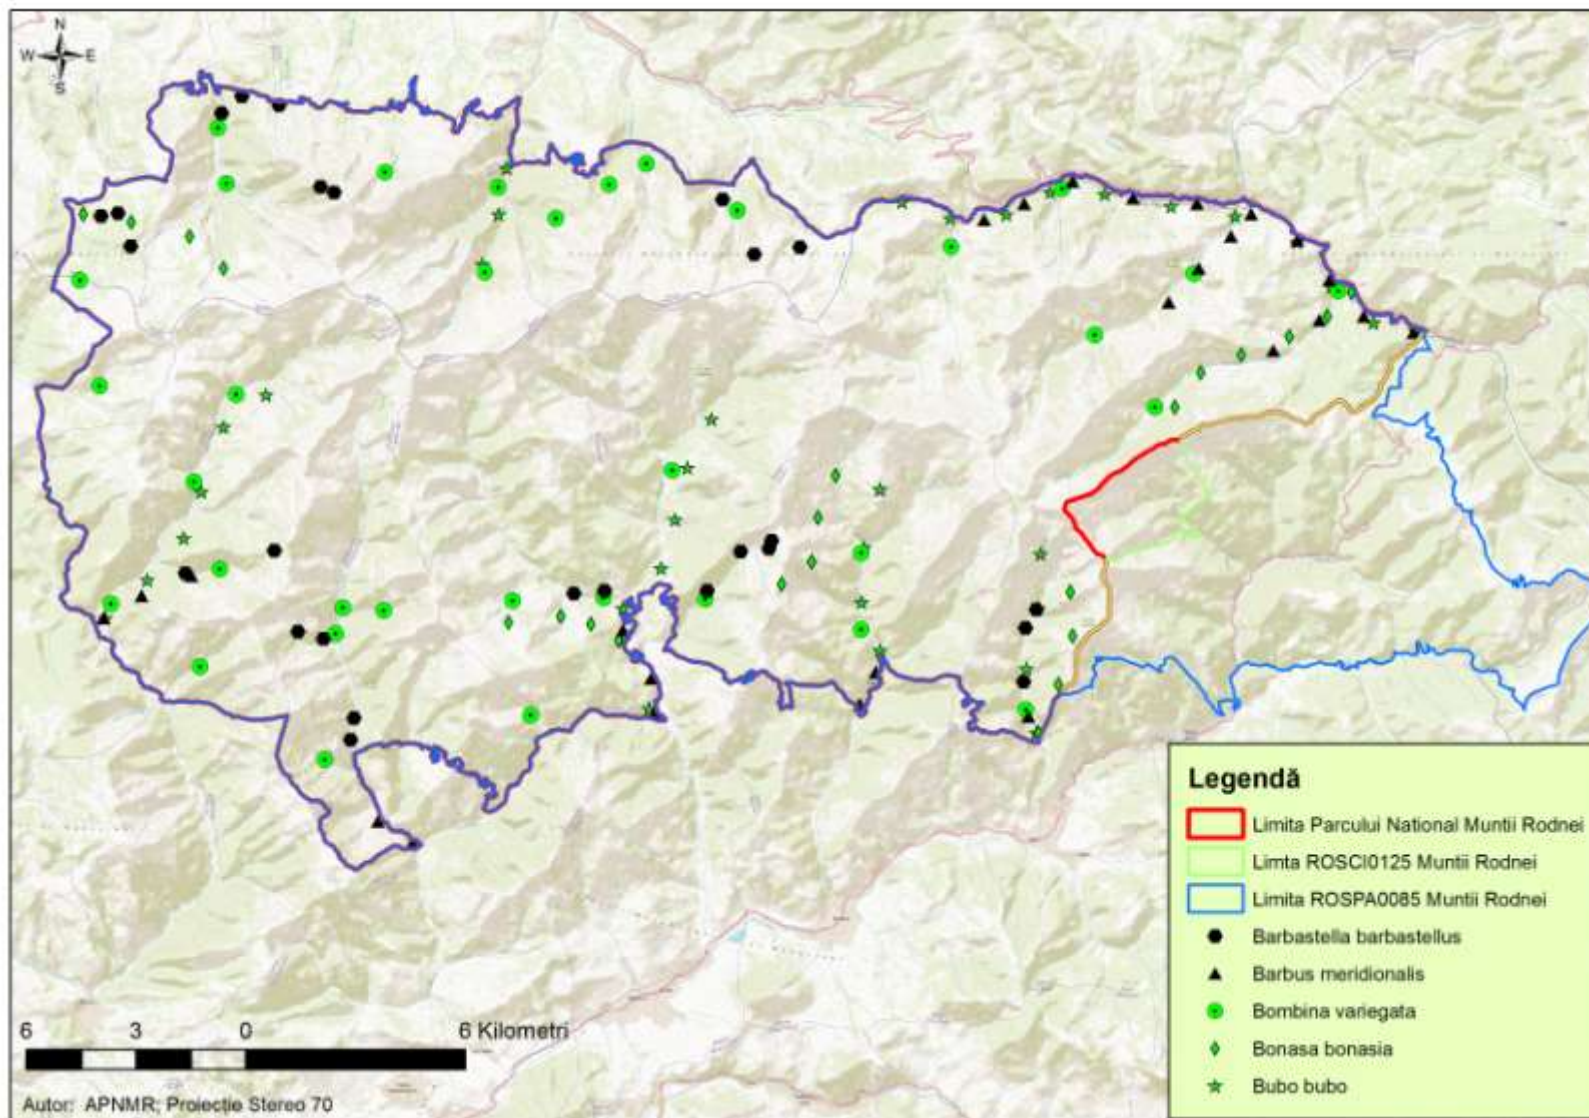 N
W E
S
Legendă
Limita Parcului National Muntii Rodnei
Limta ROSCI0125 Muntii Rodnei
Limita ROSPA0085 Muntii Rodnei
Barbastella barbastellus
Barbus meridionalis
Bombina variegata
Bonasa bonasia
Bubo bubo
6 3 0 6 Kilometri
Autor: APNMR; Proiectie Stereo 70